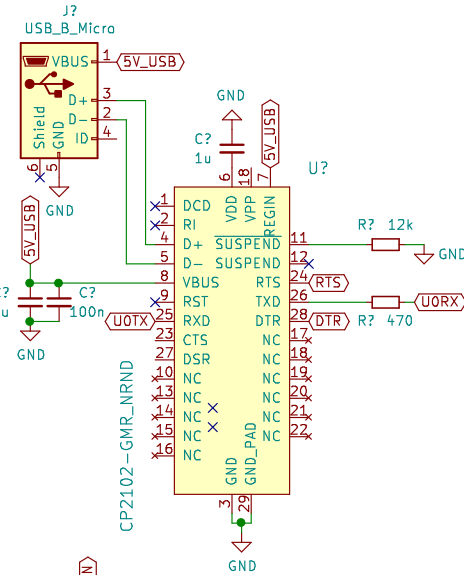 J?
USB_B_Micro
VBUS 1 5V_USB
D+ 3
D- 2
ID 4
Shield
GND
6
5
GND
GND
C?
1u
5V_USB
U?
6
18
7
VDD
VPP
REGIN
1 DCD
2 RI
4 D+
5 D-
8 VBUS
9 RST
U0TX 25 RXD
23 CTS
27 DSR
10 NC
13 NC
14 NC
15 NC
16 NC
SUSPEND 11
SUSPEND 12
RTS 24 RTS
TXD 26
DTR 28 DTR
NC 17
NC 18
NC 19
NC 20
NC 21
NC 22
R? 12k
GND
U0RX
R? 470
5V_USB
C?
100n
GND
CP2102-GMR_NRND
GND
GND_PAD
3
29
GND